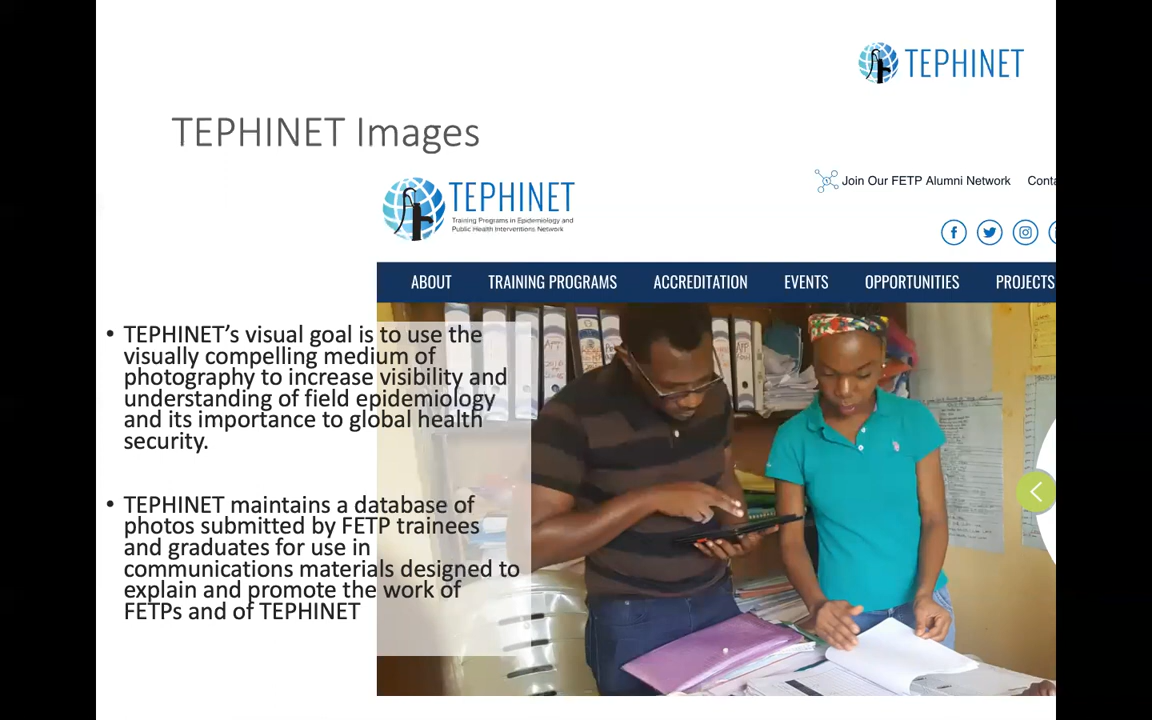 TEPHINET
TEPHINET Images
Join Our FETP Alumni Network Conta
TEPHINET
Training Programs in Epidemiology and
Public Health Interventions Network
ABOUT TRAINING PROGRAMS ACCREDITATION EVENTS OPPORTUNITIES PROJECTS
• TEPHINET’s visual goal is to use the
visually compelling medium of
photography to increase visibility and
understanding of field epidemiology
and its importance to global health
security.
• TEPHINET maintains a database of
photos submitted by FETP trainees
and graduates for use in
communications materials designed to
explain and promote the work of
FETPs and of TEPHINET